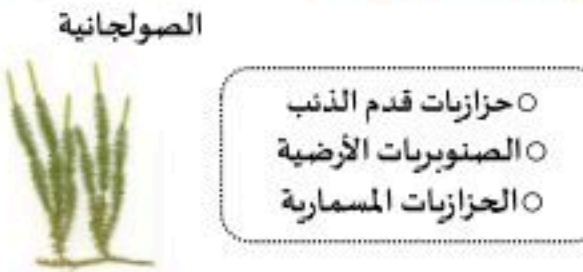 الصولجانية
○ حزازيات قدم الذئب
○ الصنوبريات الأرضية
○ الحزازيات المسمارية